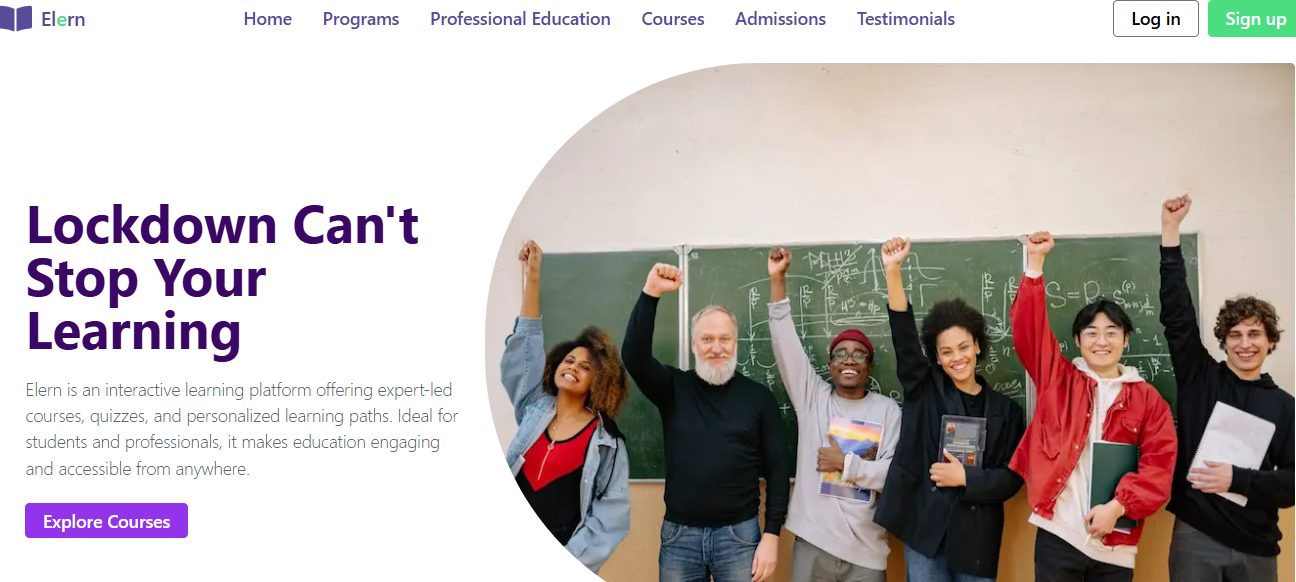 Elern
Home Programs Professional Education Courses Admissions Testimonials
Log in Sign up
Lockdown Can't
Stop Your
Learning
Elern is an interactive learning platform offering expert-led
courses, quizzes, and personalized learning paths. Ideal for
students and professionals, it makes education engaging
and accessible from anywhere.
Explore Courses